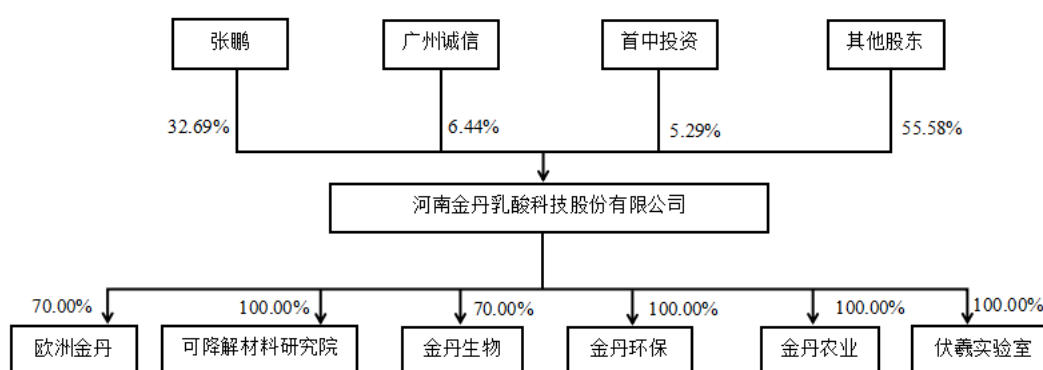 张鹏
广州诚信
首中投资
其他股东
32.69%
6.44%
5.29%
55.58%
河南金丹乳酸科技股份有限公司
70.00%
100.00%
70.00%
100.00%
100.00%
100.00%
欧洲金丹
可降解材料研究院
金丹生物
金丹环保
金丹农业
伏羲实验室